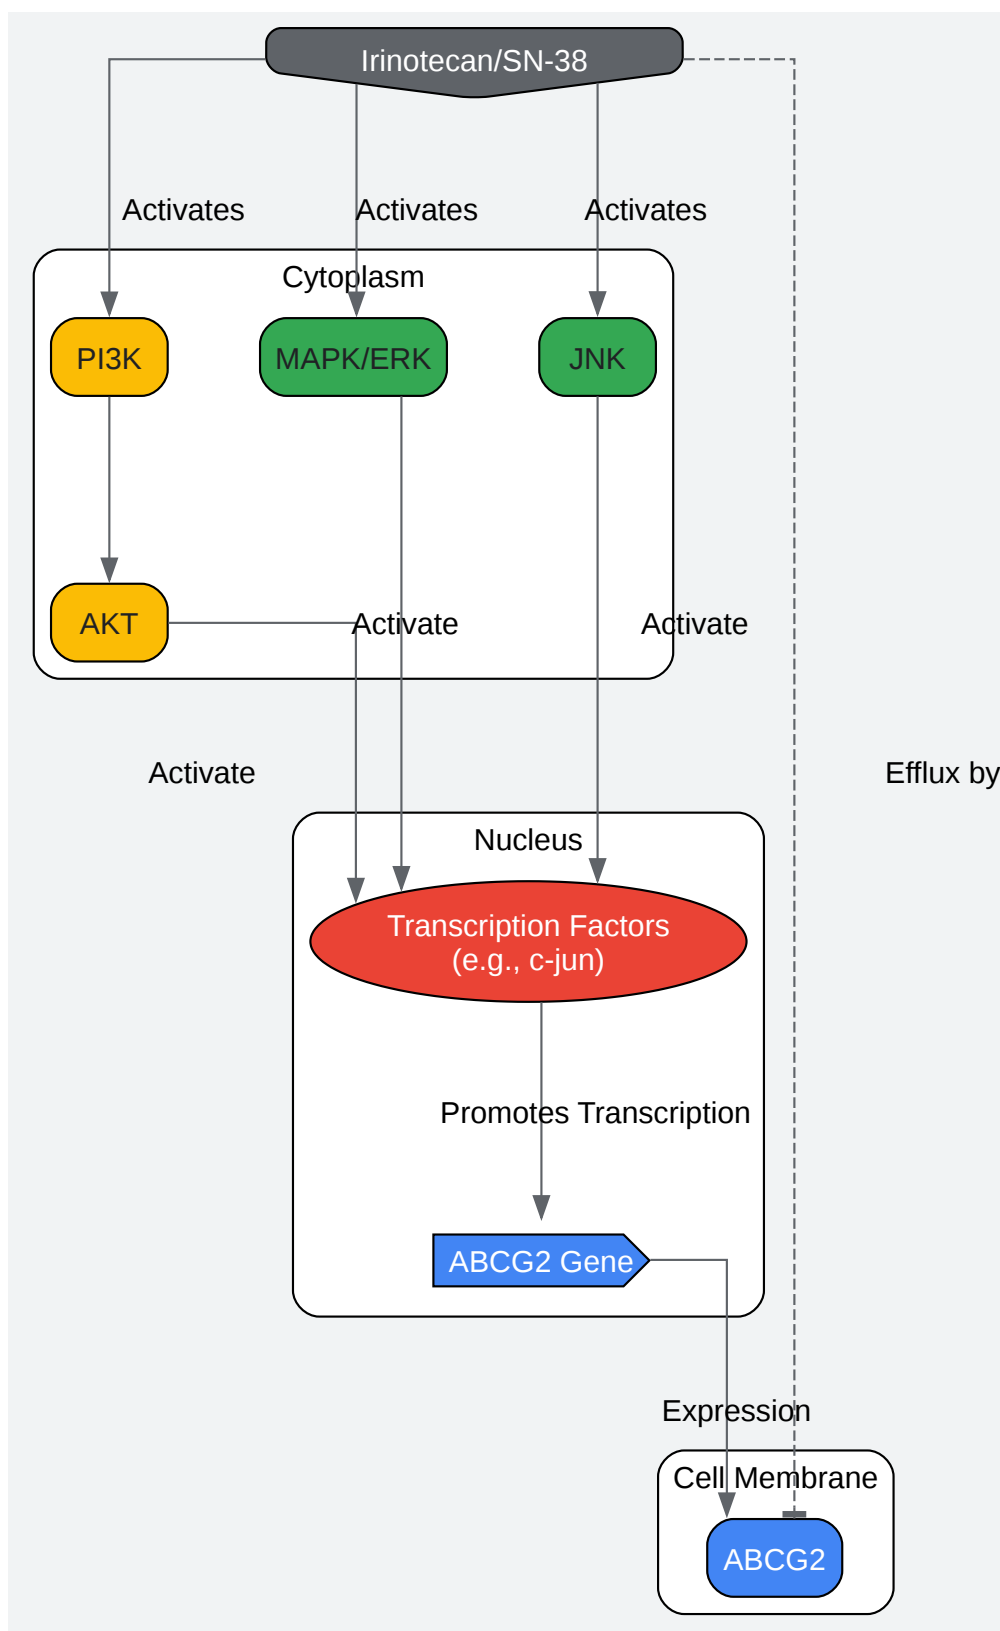 Irinotecan/SN-38
Activates
Activates
Activates
Cytoplasm
PI3K
MAPK/ERK
JNK
AKT
Activate
Activate
Activate
Efflux by
Nucleus
Transcription Factors
(e.g., c-jun)
Promotes Transcription
ABCG2 Gene
Expression
Cell Membrane
ABCG2